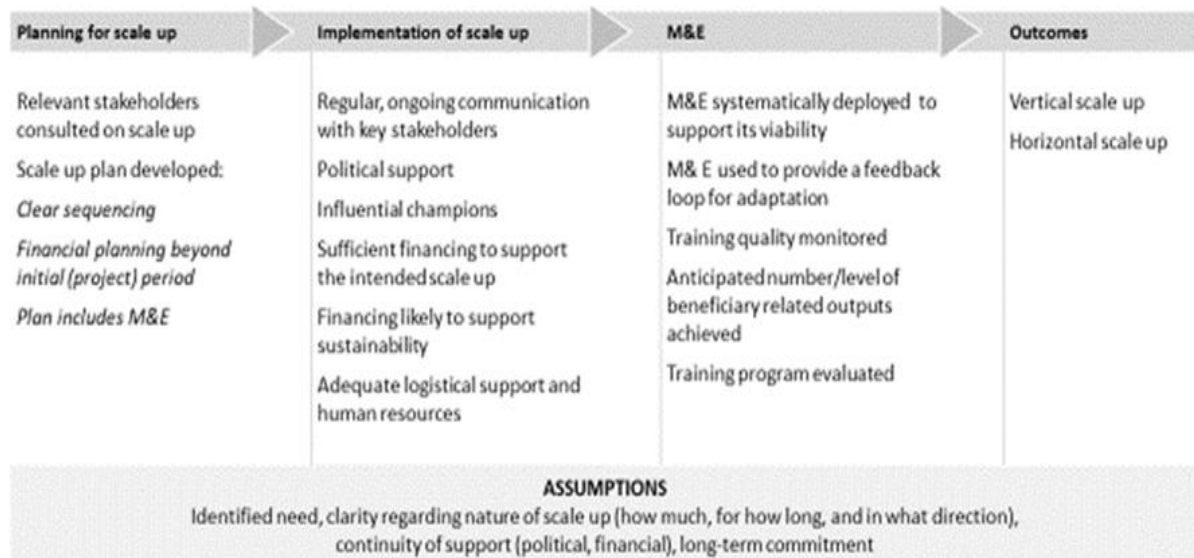 Planning for scale up
Relevant stakeholders
consulted on scale up
Scale up plan developed:
Clear sequencing
Financial planning beyond
initial (project) period
Plan includes M&E
Implementation of scale up
Regular, ongoing communication
with key stakeholders
Political support
Influential champions
Sufficient financing to support
the intended scale up
Financing likely to support
sustainability
Adequate logistical support and
human resources
M&E
M&E systematically deployed to
support its viability
M& E used to provide a feedback
loop for adaptation
Training quality monitored
Anticipated number/level of
beneficiary related outputs
achieved
Training program evaluated
Outcomes
Vertical scale up
Horizontal scale up
ASSUMPTIONS
Identified need, clarity regarding nature of scale up (how much, for how long, and in what direction),
continuity of support (political, financial), long-term commitment